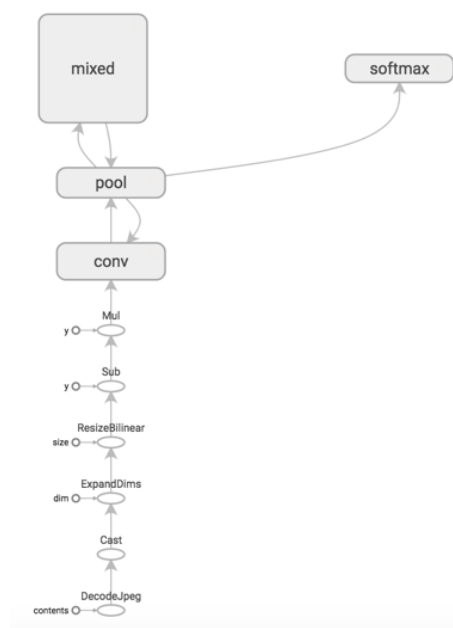 mixed
softmax
pool
conv
Mul
y
Sub
y
ResizeBilinear
size
ExpandDims
dim
Cast
DecodeJpeg
contents